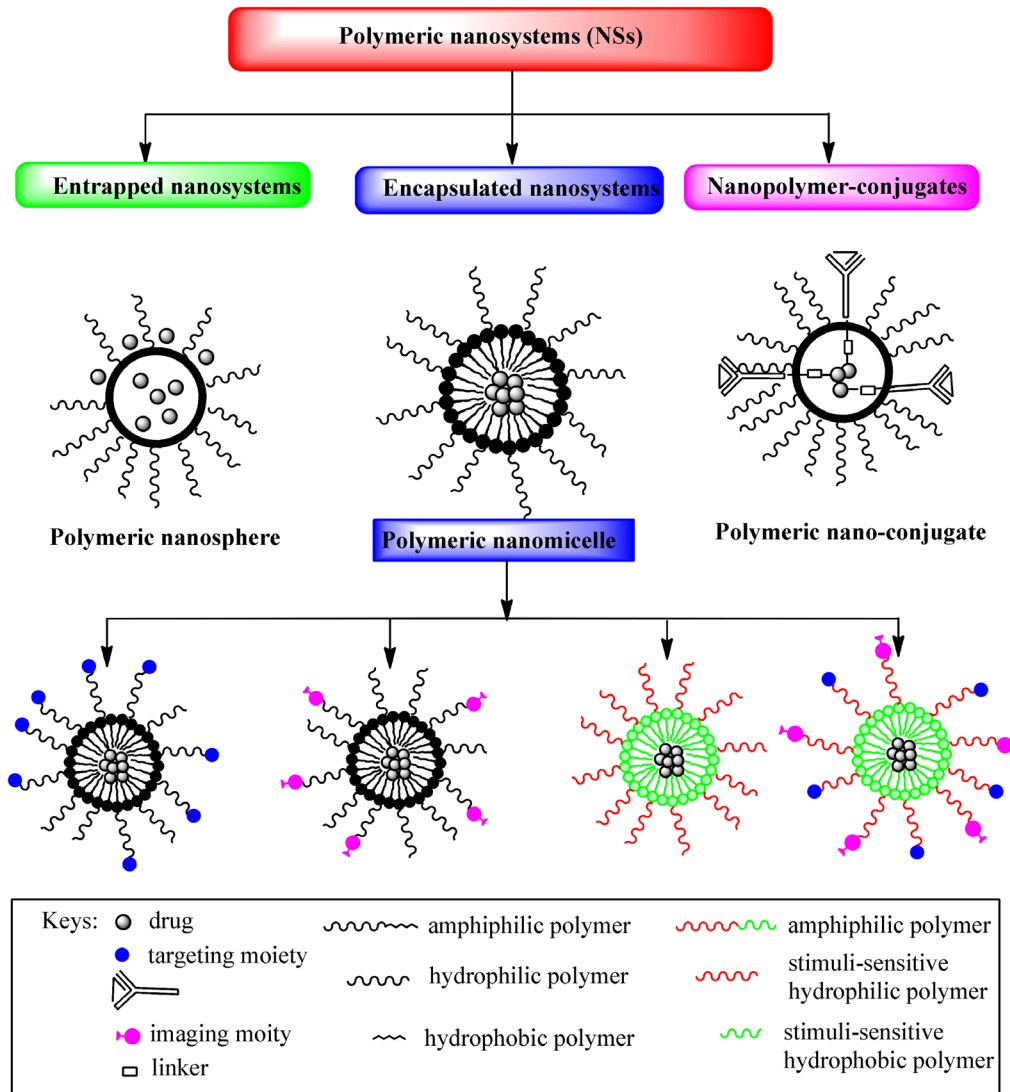 Polymeric nanosystems (NSs)
Entrapped nanosystems
Encapsulated nanosystems
Nanopolymer-conjugates
Polymeric nanosphere
Polymeric nanomicelle
Polymeric nano-conjugate
Keys:
drug
targeting moiety
imaging moity
linker
amphiphilic polymer
hydrophilic polymer
hydrophobic polymer
amphiphilic polymer
stimuli-sensitive
hydrophilic polymer
stimuli-sensitive
hydrophobic polymer